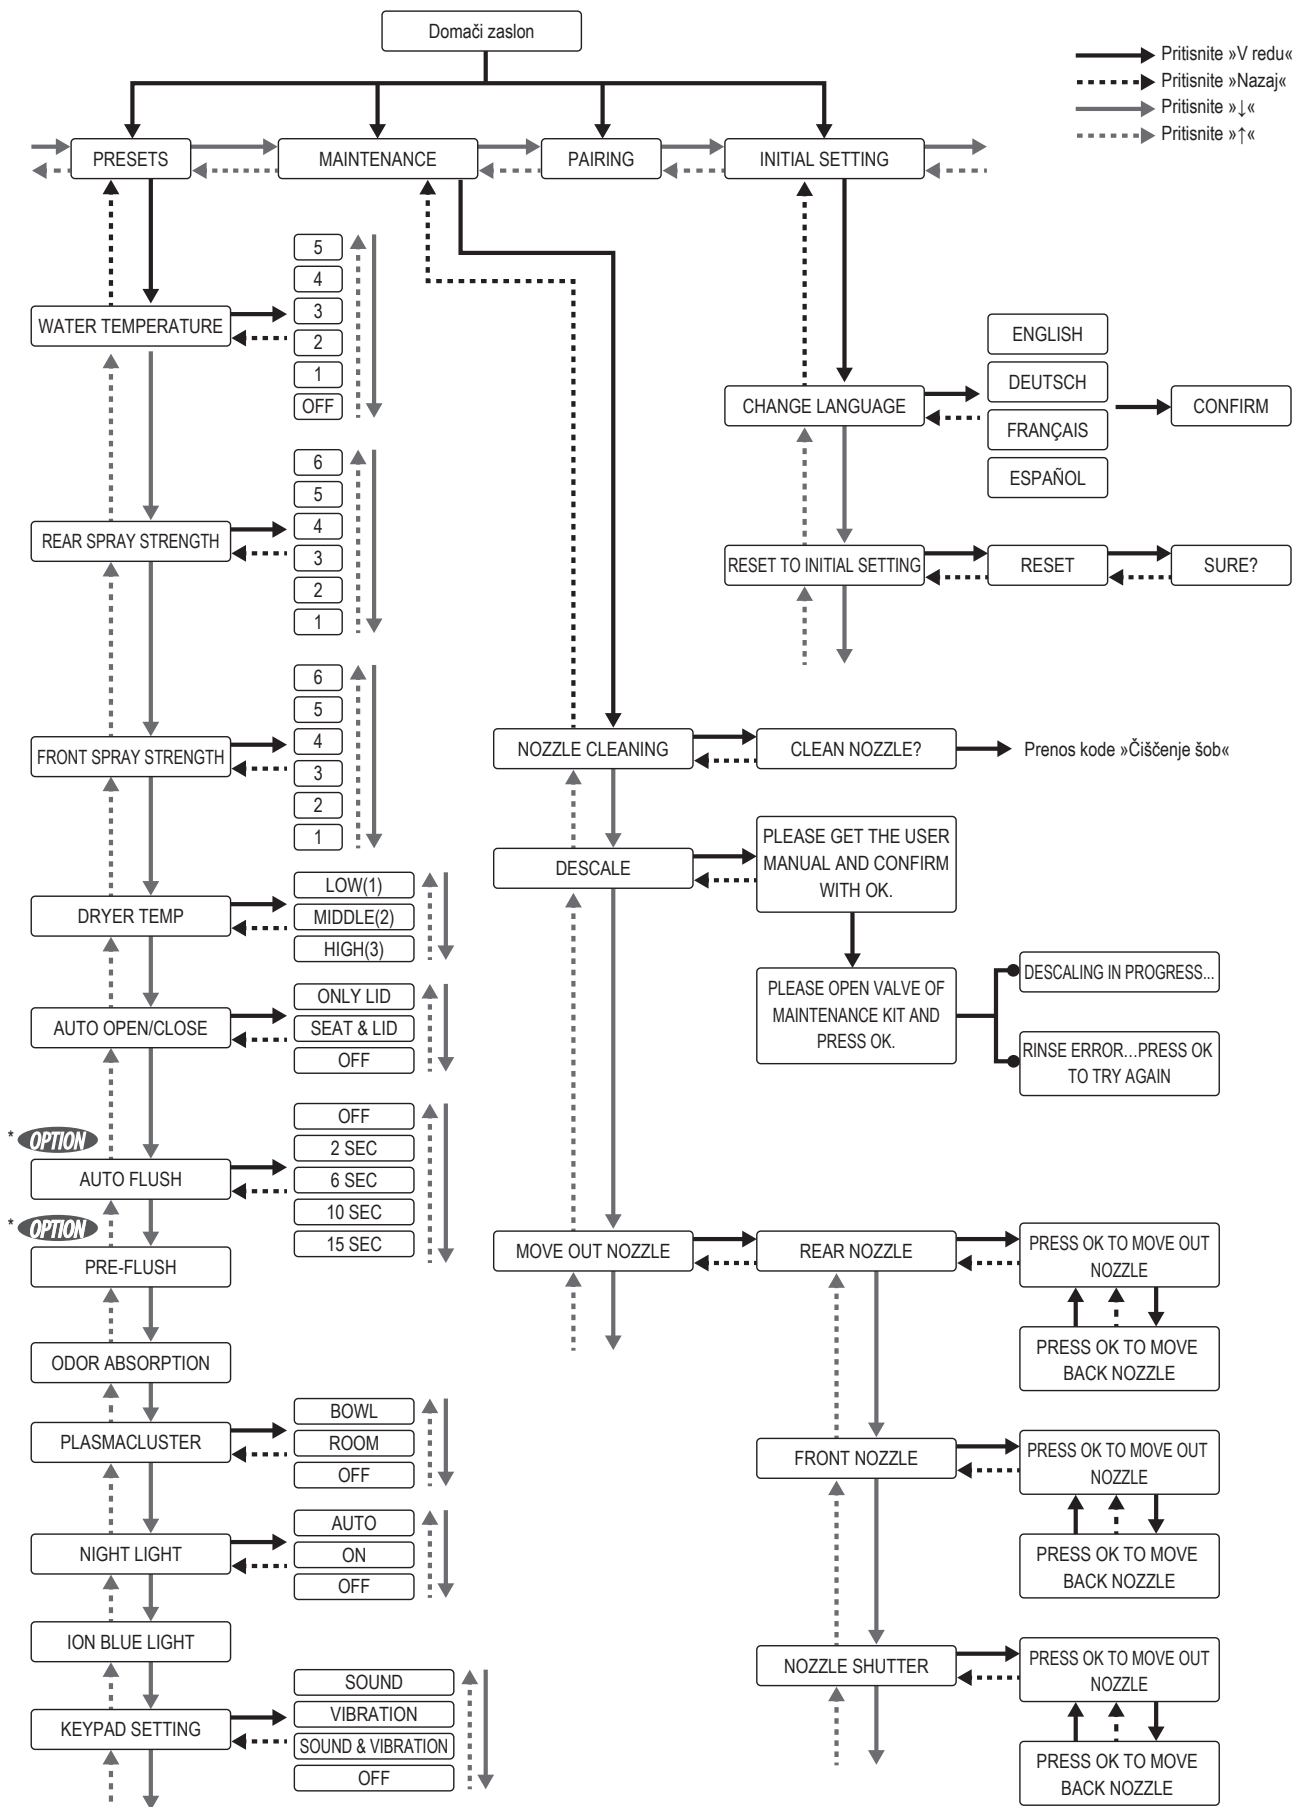 Domači zaslon
Pritisnite »V redu«
Pritisnite »Nazaj«
Pritisnite »↓«
Pritisnite »↑«
PRESETS
MAINTENANCE
PAIRING
INITIAL SETTING
WATER TEMPERATURE
5
4
3
2
1
OFF
REAR SPRAY STRENGTH
6
5
4
3
2
1
FRONT SPRAY STRENGTH
6
5
4
3
2
1
DRYER TEMP
LOW(1)
MIDDLE(2)
HIGH(3)
AUTO OPEN/CLOSE
ONLY LID
SEAT & LID
OFF
* OPTION
AUTO FLUSH
OFF
2 SEC
6 SEC
10 SEC
15 SEC
* OPTION
PRE-FLUSH
ODOR ABSORPTION
PLASMACLUSTER
BOWL
ROOM
OFF
NIGHT LIGHT
AUTO
ON
OFF
ION BLUE LIGHT
KEYPAD SETTING
SOUND
VIBRATION
SOUND & VIBRATION
OFF
NOZZLE CLEANING
CLEAN NOZZLE?
Prenos kode »Čiščenje šob«
DESCALE
PLEASE GET THE USER
MANUAL AND CONFIRM
WITH OK.
PLEASE OPEN VALVE OF
MAINTENANCE KIT AND
PRESS OK.
DESCALING IN PROGRESS...
RINSE ERROR...PRESS OK
TO TRY AGAIN
MOVE OUT NOZZLE
REAR NOZZLE
PRESS OK TO MOVE OUT
NOZZLE
PRESS OK TO MOVE
BACK NOZZLE
FRONT NOZZLE
PRESS OK TO MOVE OUT
NOZZLE
PRESS OK TO MOVE
BACK NOZZLE
NOZZLE SHUTTER
PRESS OK TO MOVE OUT
NOZZLE
PRESS OK TO MOVE
BACK NOZZLE
CHANGE LANGUAGE
ENGLISH
DEUTSCH
FRANÇAIS
ESPAÑOL
CONFIRM
RESET TO INITIAL SETTING
RESET
SURE?